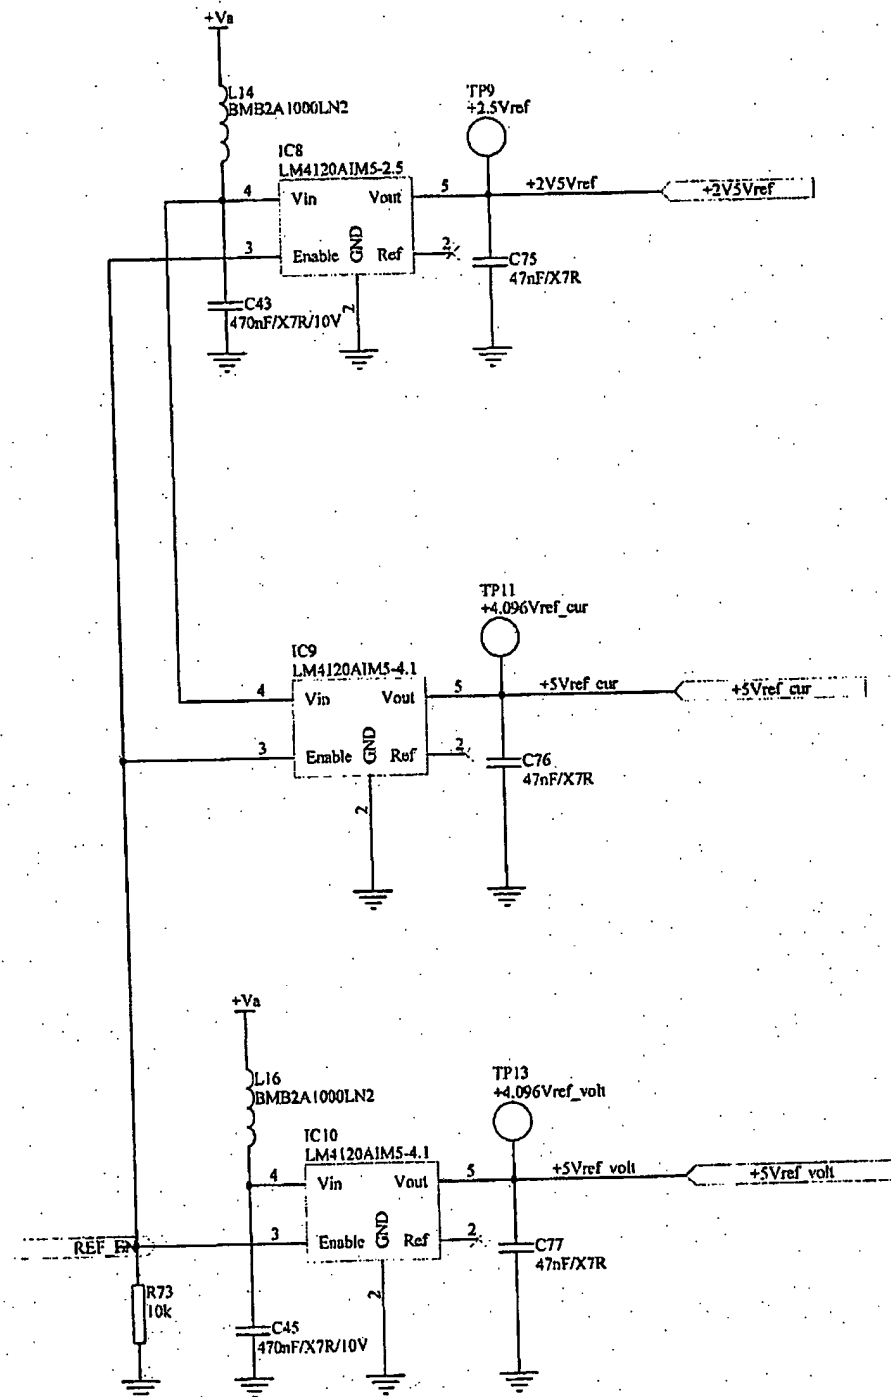 +Va
L14
BMB2A1000LN2
TP9
+2.5Vref
IC8
LM4120AIM5-2.5
4 Vin Vout 5 +2V5Vref +2V5Vref
3 Enable GND Ref 2
C75
47nF/X7R
2
C43
470nF/X7R/10V
TP11
+4.096Vref_cur
IC9
LM4120AIM5-4.1
4 Vin Vout 5 +5Vref_cur +5Vref_cur
3 Enable GND Ref 2
C76
47nF/X7R
2
+Va
L16
BMB2A1000LN2
TP13
+4.096Vref_volt
IC10
LM4120AIM5-4.1
4 Vin Vout 5 +5Vref_volt +5Vref_volt
REF_EN 3 Enable GND Ref 2
C77
47nF/X7R
2
R73
10k
C45
470nF/X7R/10V